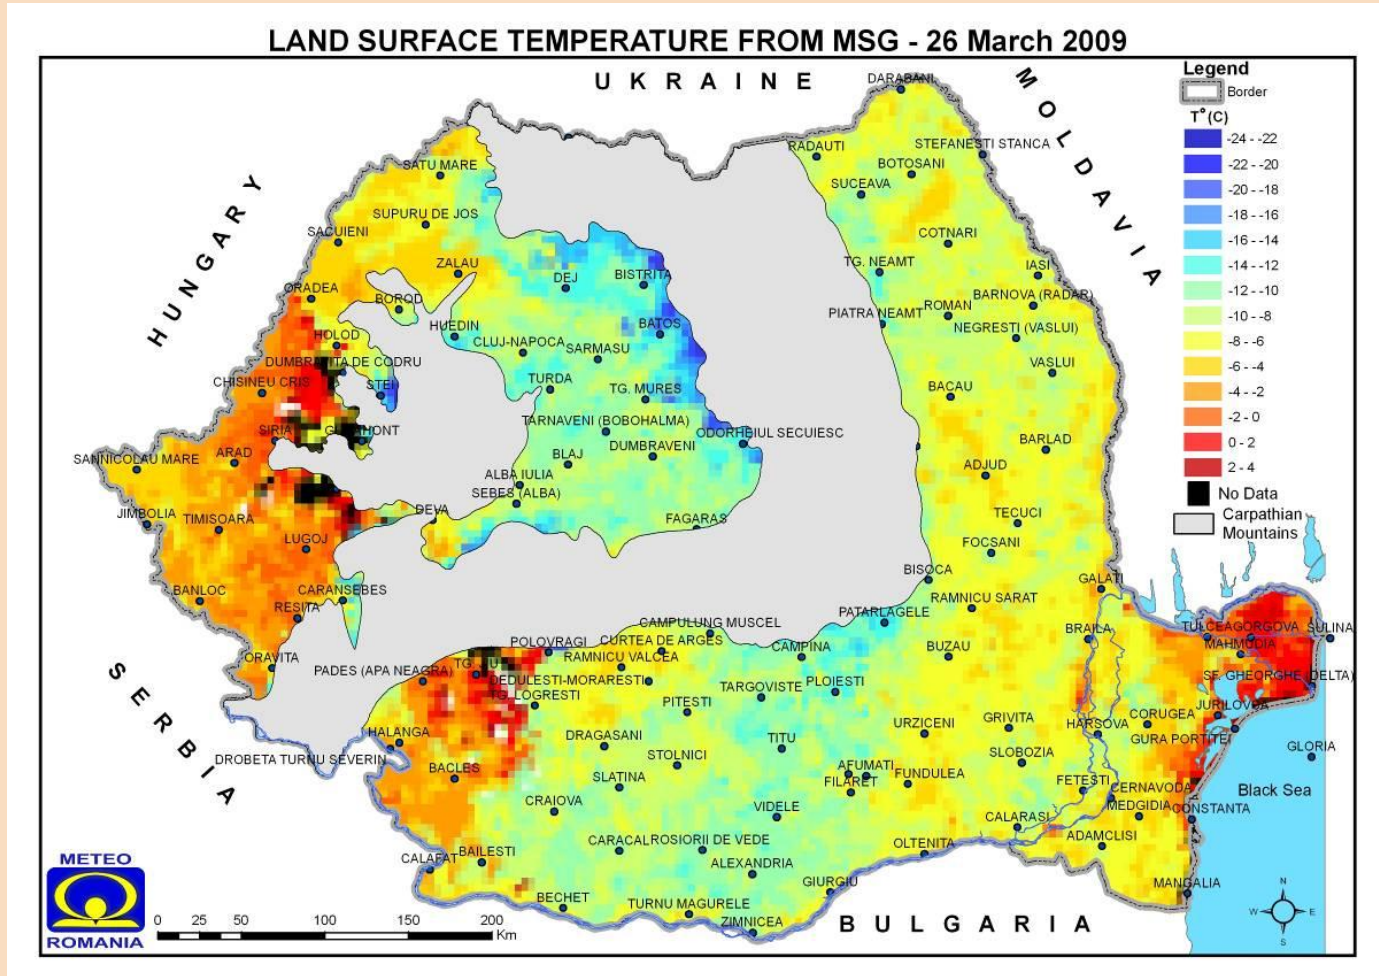 LAND SURFACE TEMPERATURE FROM MSG - 26 March 2009
UKRAINE
MOLDAVIA
HUNGARY
SERBIA
BULGARIA
Legend
Border
T°(C)
-24 - -22
-22 - -20
-20 - -18
-18 - -16
-16 - -14
-14 - -12
-12 - -10
-10 - -8
-8 - -6
-6 - -4
-4 - -2
-2 - 0
0 - 2
2 - 4
No Data
Carpathian
Mountains
DARABANI
RADAUTI
STEFANESTI STANCA
BOTOSANI
SUCEAVA
SATU MARE
SUPURU DE JOS
SACUIENI
COTNARI
ZALAU
DEJ
BISTRITA
TG. NEAMT
IASI
ORADEA
BOROD
BARNOVA (RADAR)
ROMAN
PIATRA NEAMT
HOLOD
HUEDIN
BATOS
NEGRESTI (VASLUI)
CLUJ-NAPOCA
SARMASU
DUMBRAVITA DE CODRU
VASLUI
CHISINEU CRIS
STEI
TURDA
TG. MURES
BACAU
TARNAVENI (BOBOHALMA)
SIRIA
ODORHEIUL SECUIESC
DUMBRAVENI
BARLAD
SANNICOLAU MARE
ARAD
BLAJ
ADJUD
ALBA IULIA
SEBES (ALBA)
JIMBOLIA
TIMISOARA
DEVA
FAGARAS
TECUCI
LUGOJ
FOCSANI
BISOCA
GALATI
BANLOC
CARANSEBES
RESITA
RAMNICU SARAT
PATARLAGELE
CAMPULUNG MUSCEL
BRAILA
TULCEA
GORGOVA
SULINA
POLOVRAGI
CURTEA DE ARGES
CAMPINA
BUZAU
MAHMUDIA
ORAVITA
PADES (APA NEAGRA)
RAMNICU VALCEA
DEDULESTI-MORARESTI
PLOIESTI
SF. GHEORGHE (DELTA)
TG. LOGRESTI
TARGOVISTE
PITESTI
JURILOVCA
CORUGEA
HALANGA
URZICENI
GRIVITA
HARSOVA
GURA PORTITEI
DRAGASANI
TITU
GLORIA
DROBETA TURNU SEVERIN
STOLNICI
SLOBOZIA
BACLES
SLATINA
AFUMATI
FUNDULEA
FILARET
FETESTI
CERNAVODA
Black Sea
CRAIOVA
VIDELE
MEDGIDIA
CONSTANTA
CALARASI
CARACAL
ROSIORII DE VEDE
ADAMCLISI
OLTENITA
CALAFAT
BAILESTI
ALEXANDRIA
GIURGIU
MANGALIA
BECHET
TURNU MAGURELE
ZIMNICEA
METEO
ROMANIA
0 25 50 100 150 200
Km
N
W E
S